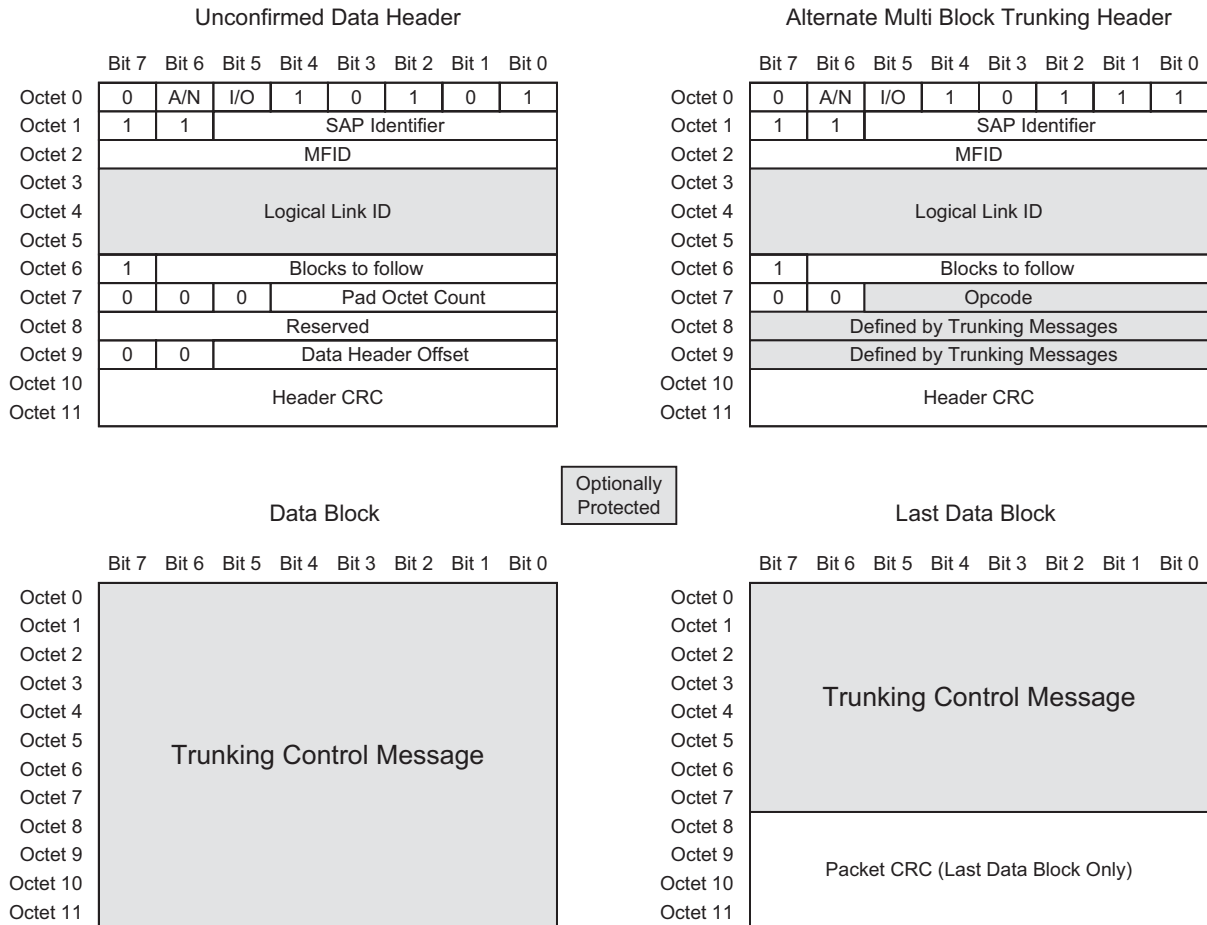 Unconfirmed Data Header
Bit 7 Bit 6 Bit 5 Bit 4 Bit 3 Bit 2 Bit 1 Bit 0
Octet 0 0 A/N I/O 1 0 1 0 1
Octet 1 1 1 SAP Identifier
Octet 2 MFID
Octet 3
Octet 4 Logical Link ID
Octet 5
Octet 6 1 Blocks to follow
Octet 7 0 0 0 Pad Octet Count
Octet 8 Reserved
Octet 9 0 0 Data Header Offset
Octet 10
Header CRC
Octet 11
Alternate Multi Block Trunking Header
Bit 7 Bit 6 Bit 5 Bit 4 Bit 3 Bit 2 Bit 1 Bit 0
Octet 0 0 A/N I/O 1 0 1 1 1
Octet 1 1 1 SAP Identifier
Octet 2 MFID
Octet 3
Octet 4 Logical Link ID
Octet 5
Octet 6 1 Blocks to follow
Octet 7 0 0 Opcode
Octet 8 Defined by Trunking Messages
Octet 9 Defined by Trunking Messages
Octet 10
Header CRC
Octet 11
Optionally
Protected
Data Block
Bit 7 Bit 6 Bit 5 Bit 4 Bit 3 Bit 2 Bit 1 Bit 0
Octet 0
Octet 1
Octet 2
Octet 3
Octet 4
Octet 5
Trunking Control Message
Octet 6
Octet 7
Octet 8
Octet 9
Octet 10
Octet 11
Last Data Block
Bit 7 Bit 6 Bit 5 Bit 4 Bit 3 Bit 2 Bit 1 Bit 0
Octet 0
Octet 1
Octet 2
Octet 3
Trunking Control Message
Octet 4
Octet 5
Octet 6
Octet 7
Octet 8
Octet 9
Packet CRC (Last Data Block Only)
Octet 10
Octet 11